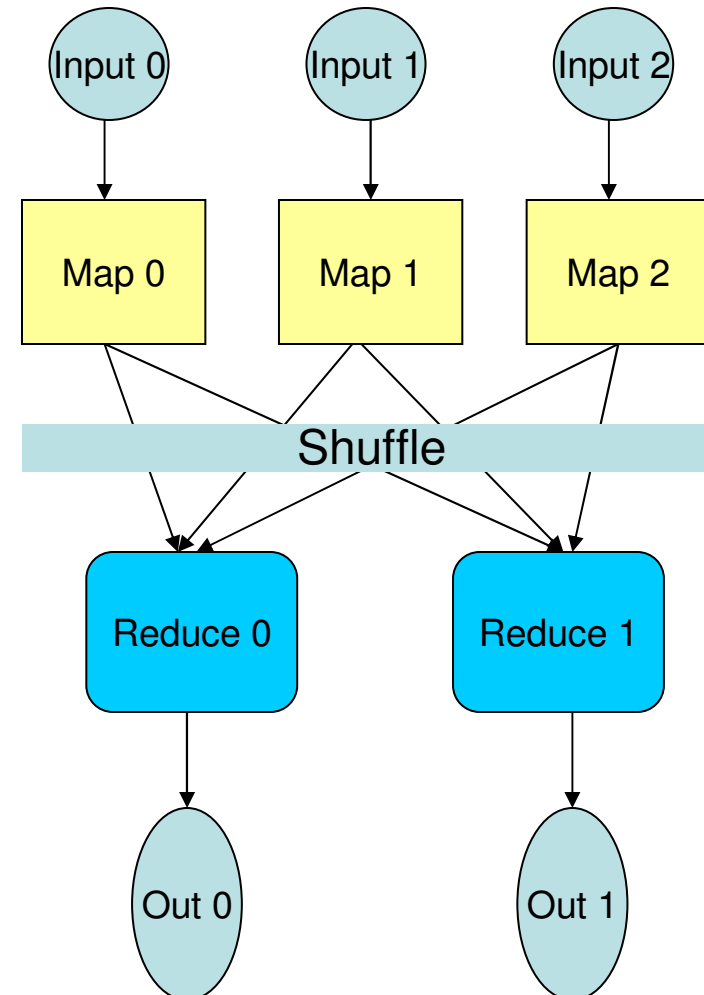 Input 0
Input 1
Input 2
Map 0
Map 1
Map 2
Shuffle
Reduce 0
Reduce 1
Out 0
Out 1